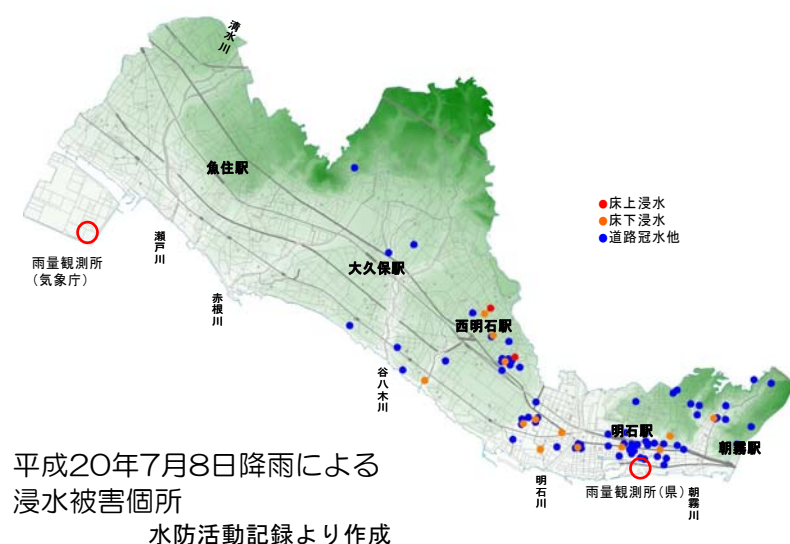 清水川
魚住駅
●床上浸水
●床下浸水
●道路冠水他
雨量観測所
(気象庁)
瀬戸川
大久保駅
赤根川
西明石駅
谷八木川
明石駅
朝霧駅
平成20年7月8日降雨による
浸水被害個所
水防活動記録より作成
明石川
雨量観測所(県)
朝霧川